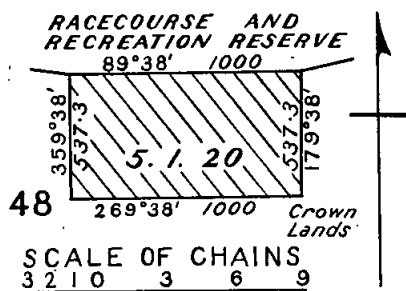 RACECOURSE AND
RECREATION RESERVE
89°38' 1000
359°38'
537.3
5. 1. 20
537.3
179°38'
48
269°38' 1000
Crown
Lands
SCALE OF CHAINS
3 2 1 0 3 6 9